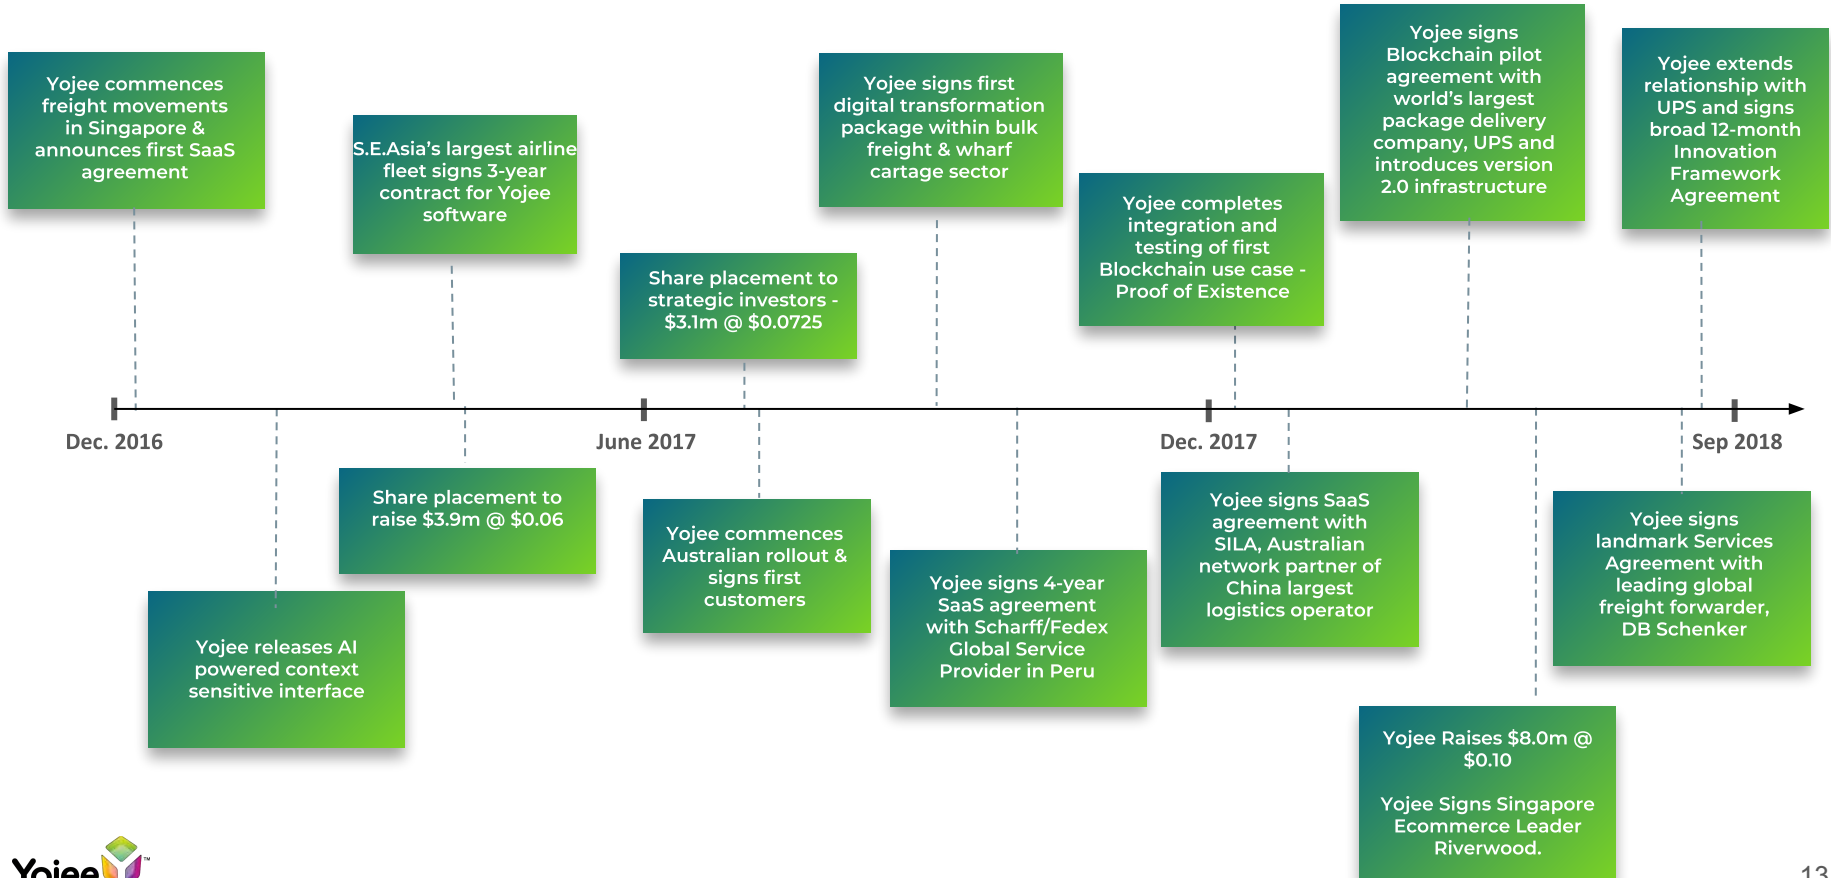 Yojee commences
freight movements
in Singapore &
announces first SaaS
agreement
S.E.Asia’s largest airline
fleet signs 3-year
contract for Yojee
software
Share placement to
strategic investors -
$3.1m @ $0.0725
Yojee signs first
digital transformation
package within bulk
freight & wharf
cartage sector
Yojee completes
integration and
testing of first
Blockchain use case -
Proof of Existence
Yojee signs
Blockchain pilot
agreement with
world’s largest
package delivery
company, UPS and
introduces version
2.0 infrastructure
Yojee extends
relationship with
UPS and signs
broad 12-month
Innovation
Framework
Agreement
Dec. 2016
June 2017
Dec. 2017
Sep 2018
Yojee releases AI
powered context
sensitive interface
Share placement to
raise $3.9m @ $0.06
Yojee commences
Australian rollout &
signs first
customers
Yojee signs 4-year
SaaS agreement
with Scharff/Fedex
Global Service
Provider in Peru
Yojee signs SaaS
agreement with
SILA, Australian
network partner of
China largest
logistics operator
Yojee Raises $8.0m @
$0.10
Yojee Signs Singapore
Ecommerce Leader
Riverwood.
Yojee signs
landmark Services
Agreement with
leading global
freight forwarder,
DB Schenker
Yojee™
13